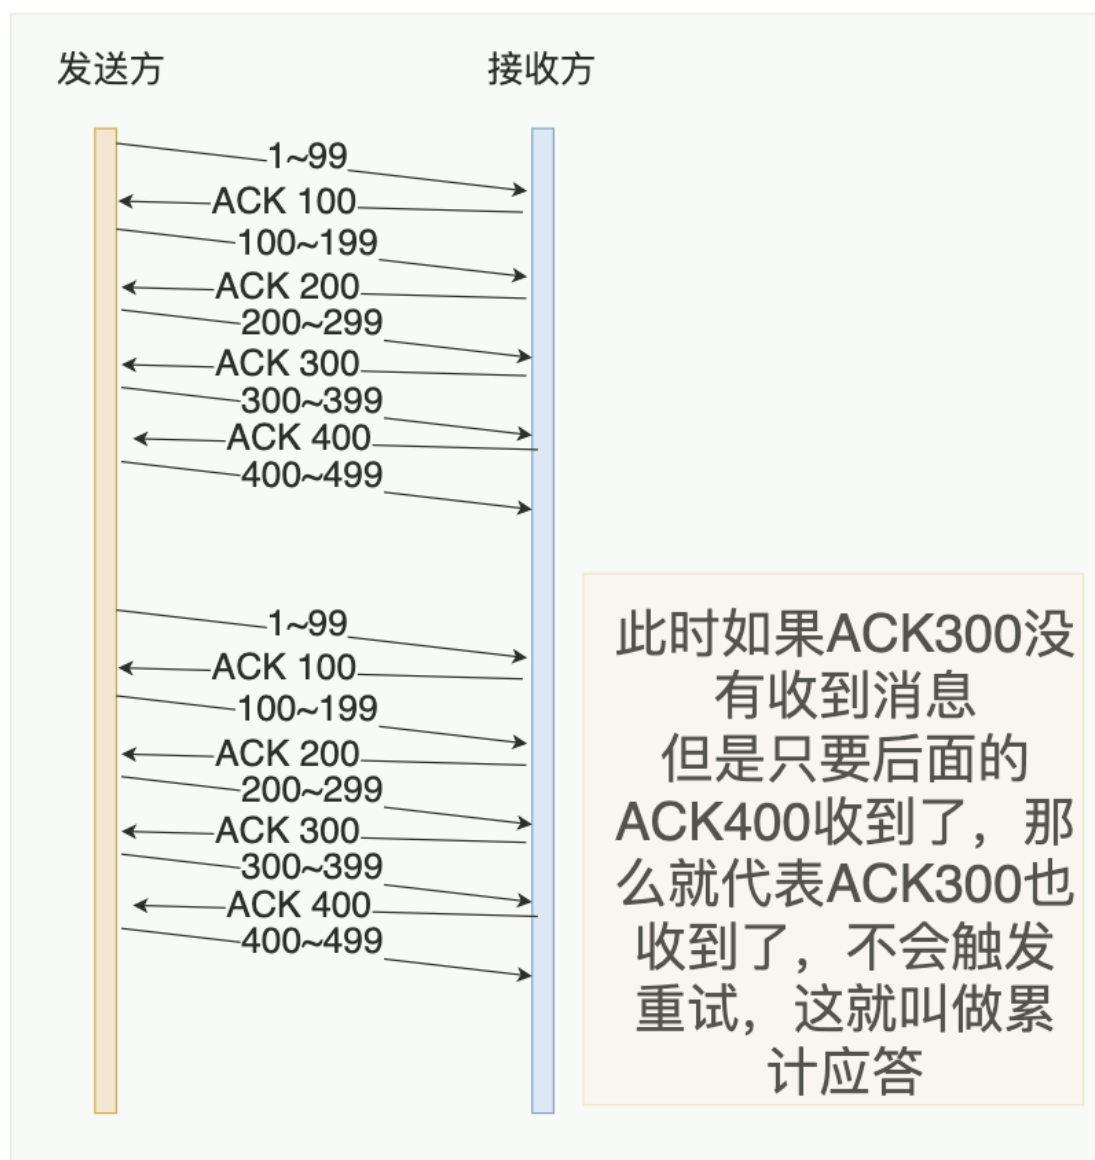 发送方
接收方
1~99
ACK 100
100~199
ACK 200
200~299
ACK 300
300~399
ACK 400
400~499
1~99
ACK 100
100~199
ACK 200
200~299
ACK 300
300~399
ACK 400
400~499
此时如果ACK300没
有收到消息
但是只要后面的
ACK400收到了，那
么就代表ACK300也
收到了，不会触发
重试，这就叫做累
计应答